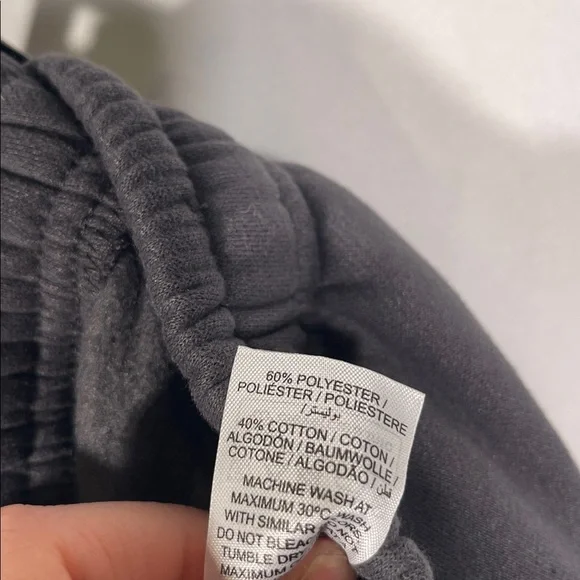 60% POLYESTER /
POLIÉSTER / POLIESTERE
بوليستر/
40% COTTON / COTON /
ALGODÓN / BAUMWOLLE /
COTONE / ALGODÃO / قطن
MACHINE WASH AT
MAXIMUM 30°C WASH
WITH SIMILAR
DO NOT
TUMBLE
MAXIMUM